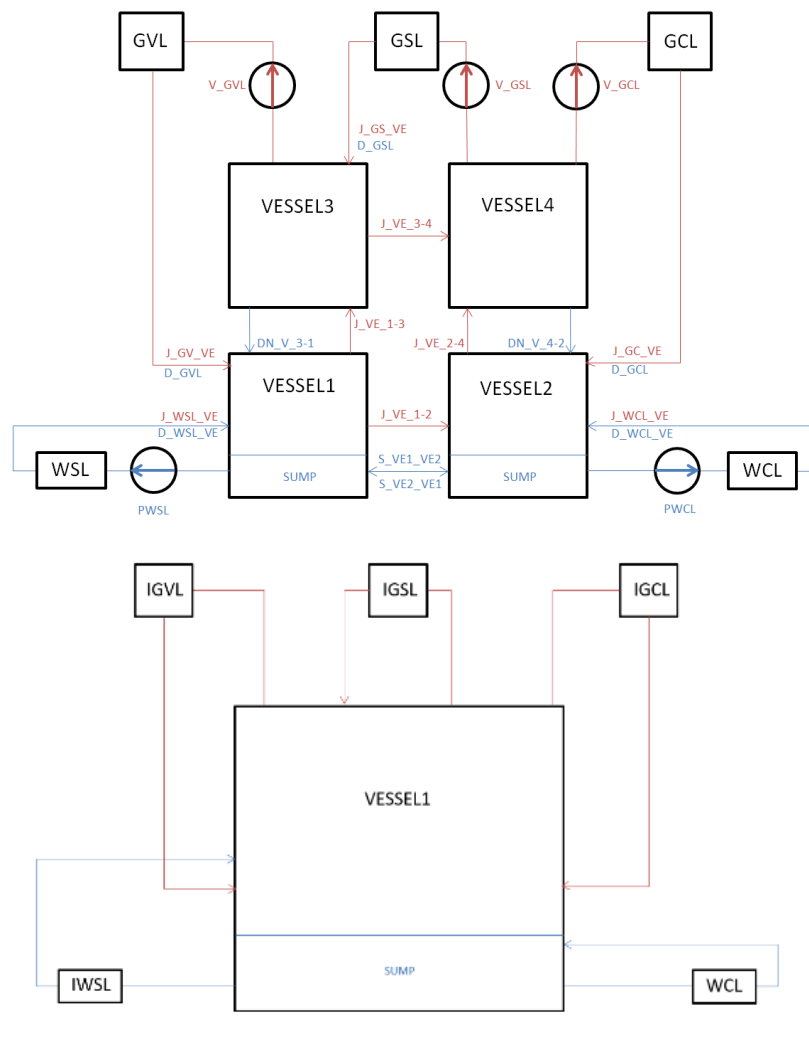 GVL
GSL
GCL
V_GVL
V_GSL
V_GCL
J_GS_VE
D_GSL
VESSEL3
VESSEL4
J_VE_3-4
J_VE_1-3
J_VE_2-4
DN_V_3-1
DN_V_4-2
J_GV_VE
D_GVL
J_GC_VE
D_GCL
VESSEL1
VESSEL2
J_WSL_VE
D_WSL_VE
J_VE_1-2
J_WCL_VE
D_WCL_VE
WSL
SUMP
S_VE1_VE2
S_VE2_VE1
SUMP
WCL
PWSL
PWCL
IGVL
IGSL
IGCL
VESSEL1
SUMP
IWSL
WCL